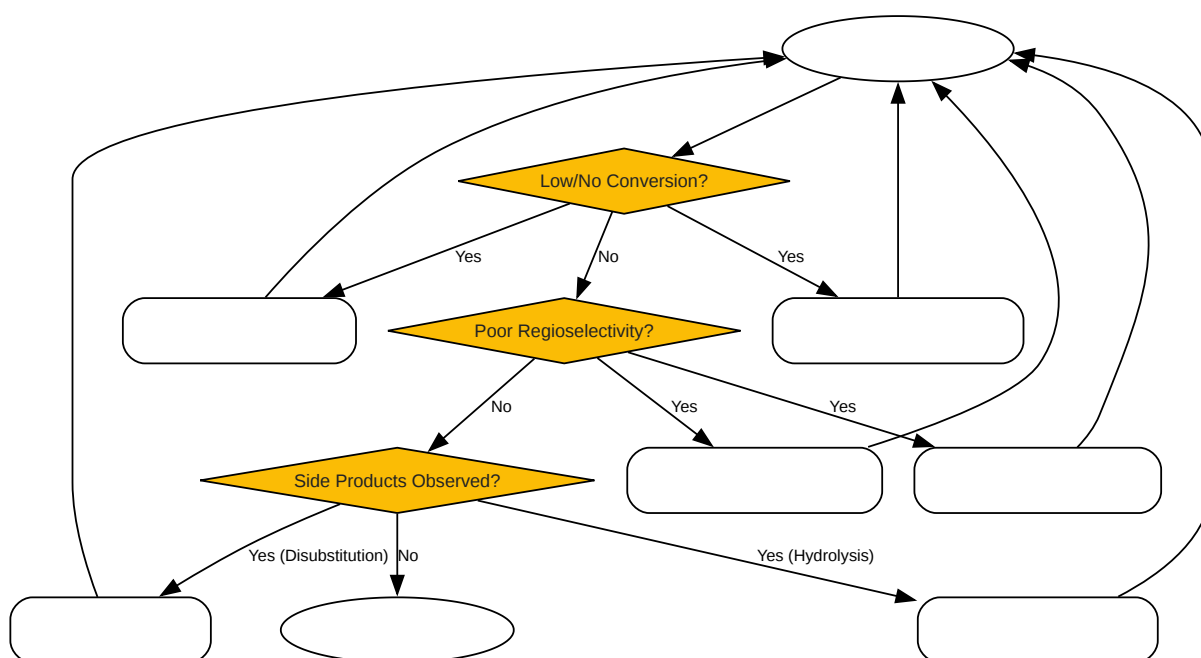 Low/No Conversion?
Yes
No
Yes
Poor Regioselectivity?
No
Yes
Yes
Side Products Observed?
Yes (Disubstitution)
No
Yes (Hydrolysis)